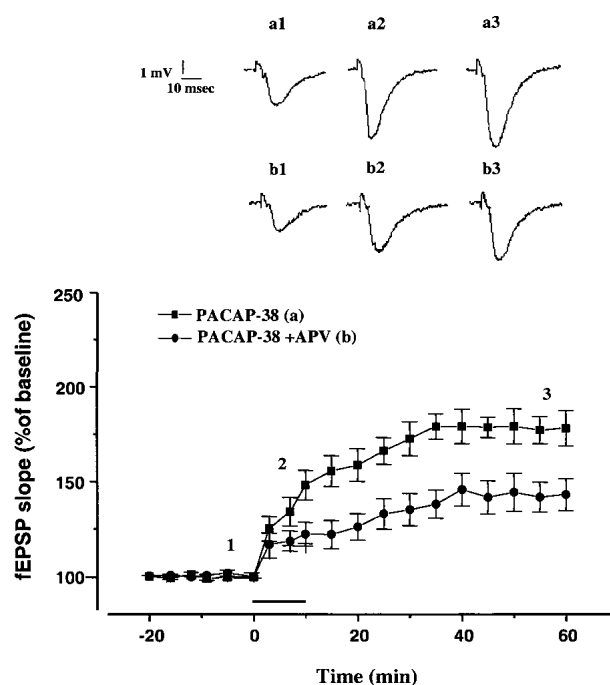 a1 a2 a3
1 mV
10 msec
b1 b2 b3
250
200
150
100
fEPSP slope (%of baseline)
PACAP-38 (a)
PACAP-38 +APV (b)
1
2
3
-20 0 20 40 60
Time (min)